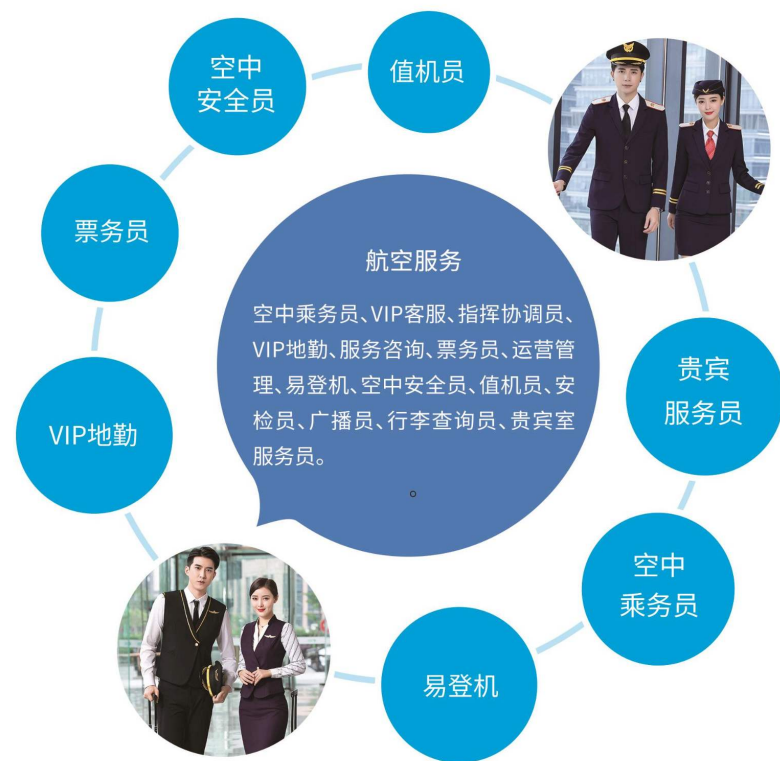 空中
安全员
值机员
票务员
航空服务
空中乘务员、VIP客服、指挥协调员、
VIP地勤、服务咨询、票务员、运营管
理、易登机、空中安全员、值机员、安
检员、广播员、行李查询员、贵宾室
服务员。
贵宾
服务员
VIP地勤
空中
乘务员
易登机